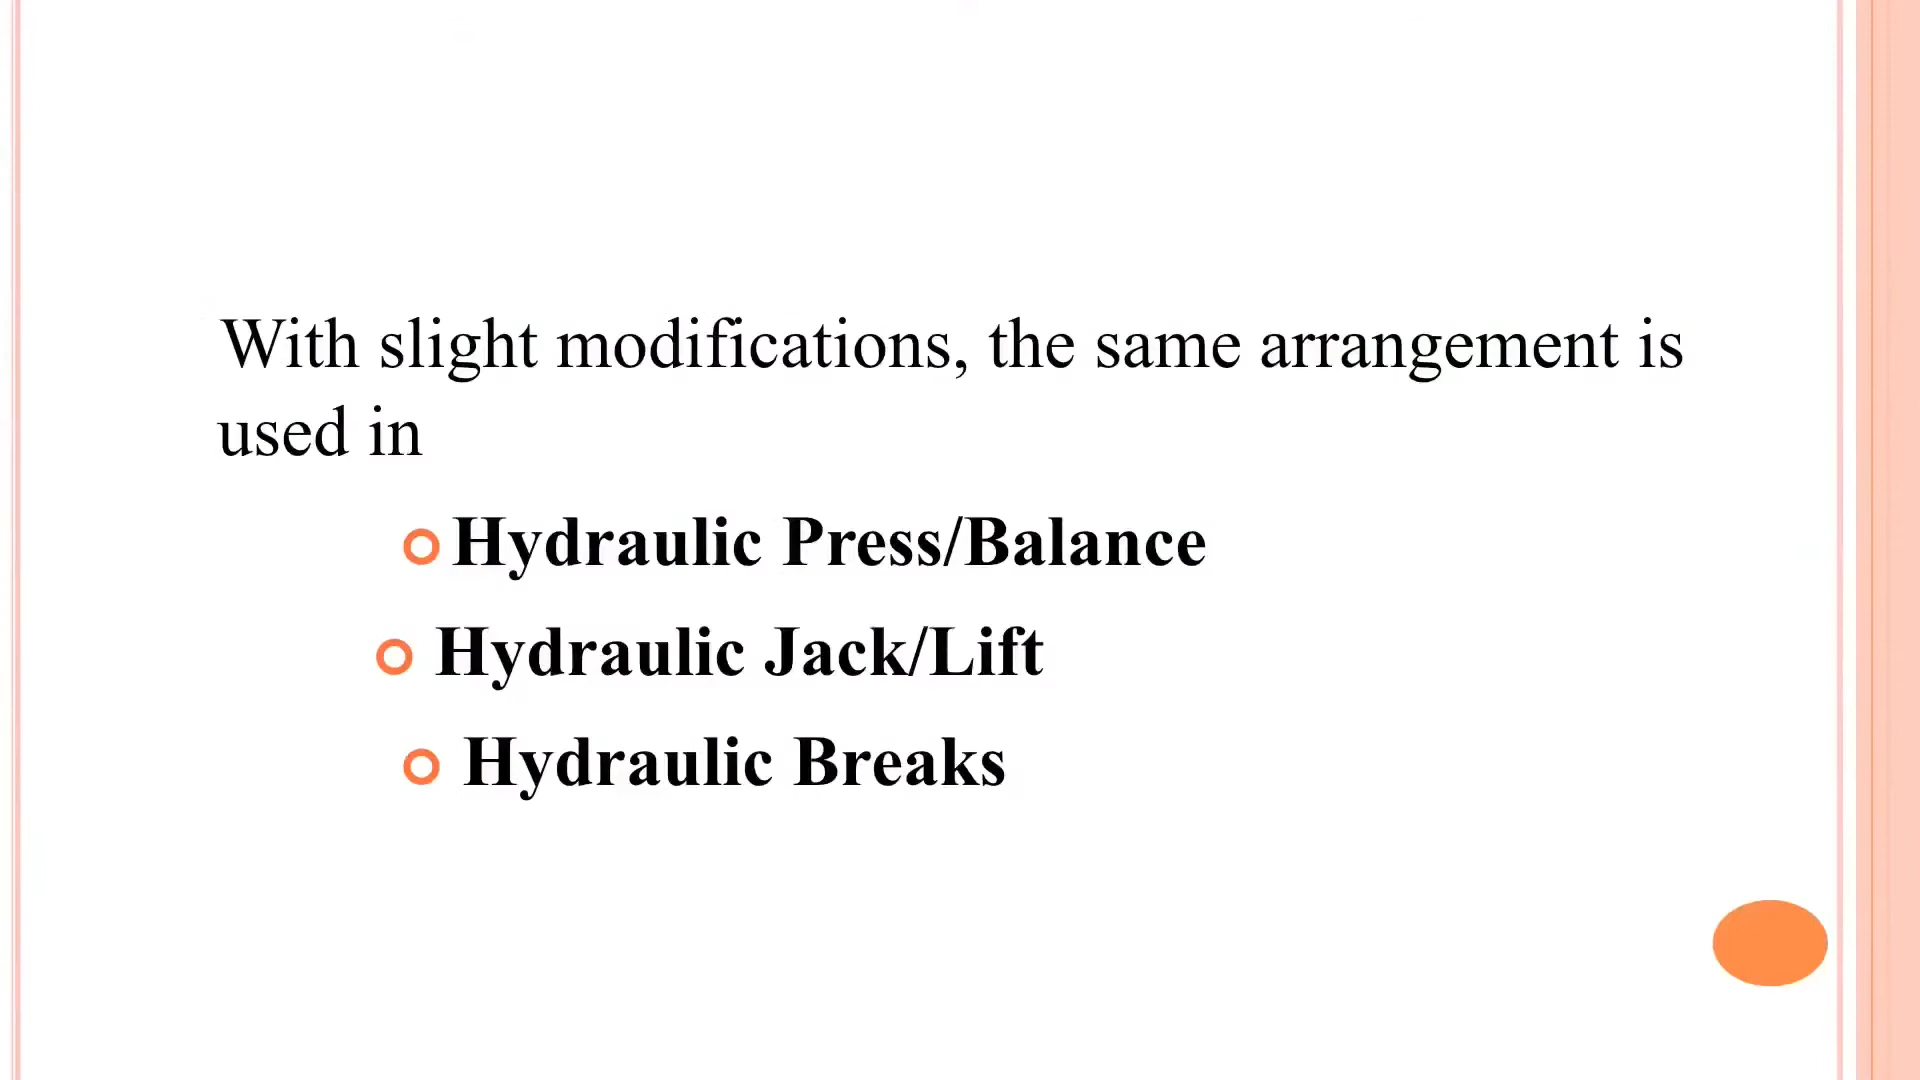 With slight modifications, the same arrangement is
used in
Hydraulic Press/Balance
Hydraulic Jack/Lift
Hydraulic Breaks